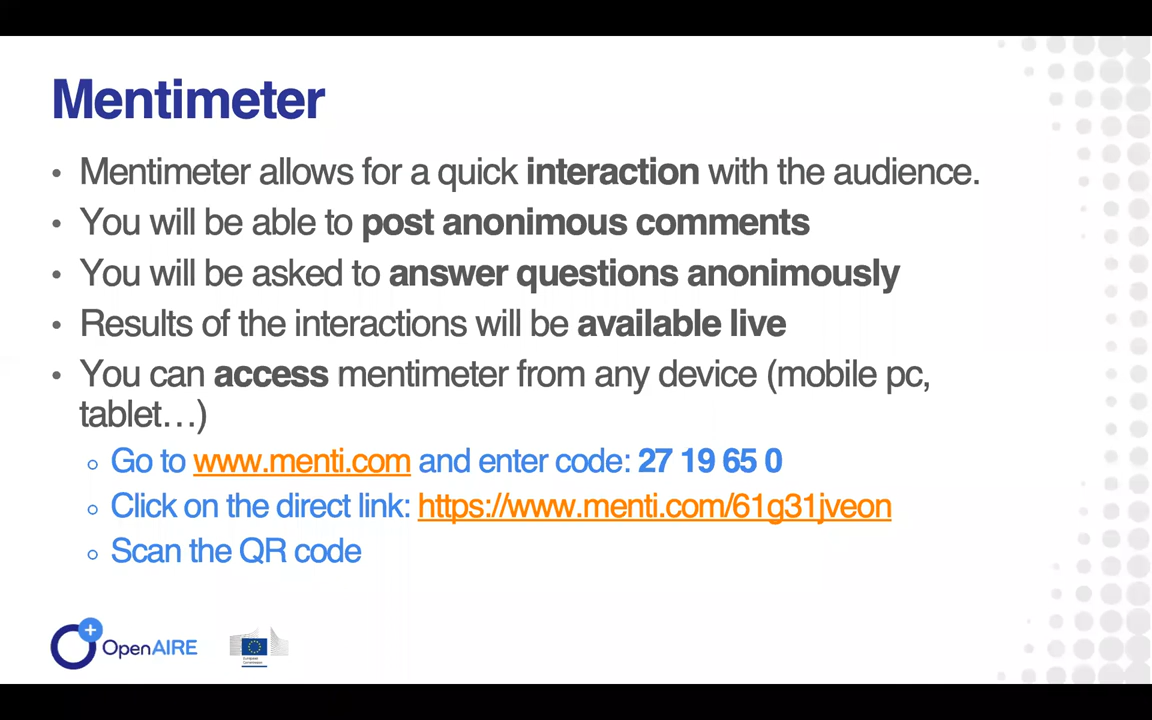 Mentimeter
• Mentimeter allows for a quick interaction with the audience.
• You will be able to post anonimous comments
• You will be asked to answer questions anonimously
• Results of the interactions will be available live
• You can access mentimeter from any device (mobile pc,
tablet…)
◦ Go to www.menti.com and enter code: 27 19 65 0
◦ Click on the direct link: https://www.menti.com/61g31jveon
◦ Scan the QR code
OpenAIRE
European
Commission